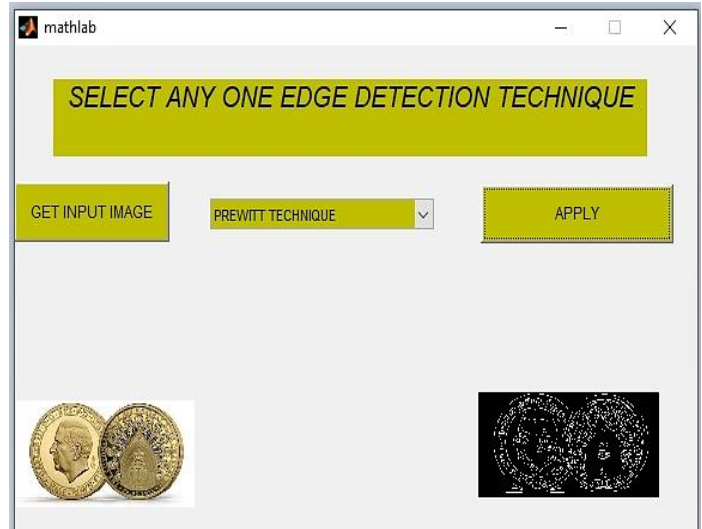 mathlab
SELECT ANY ONE EDGE DETECTION TECHNIQUE
GET INPUT IMAGE
PREWITT TECHNIQUE
APPLY